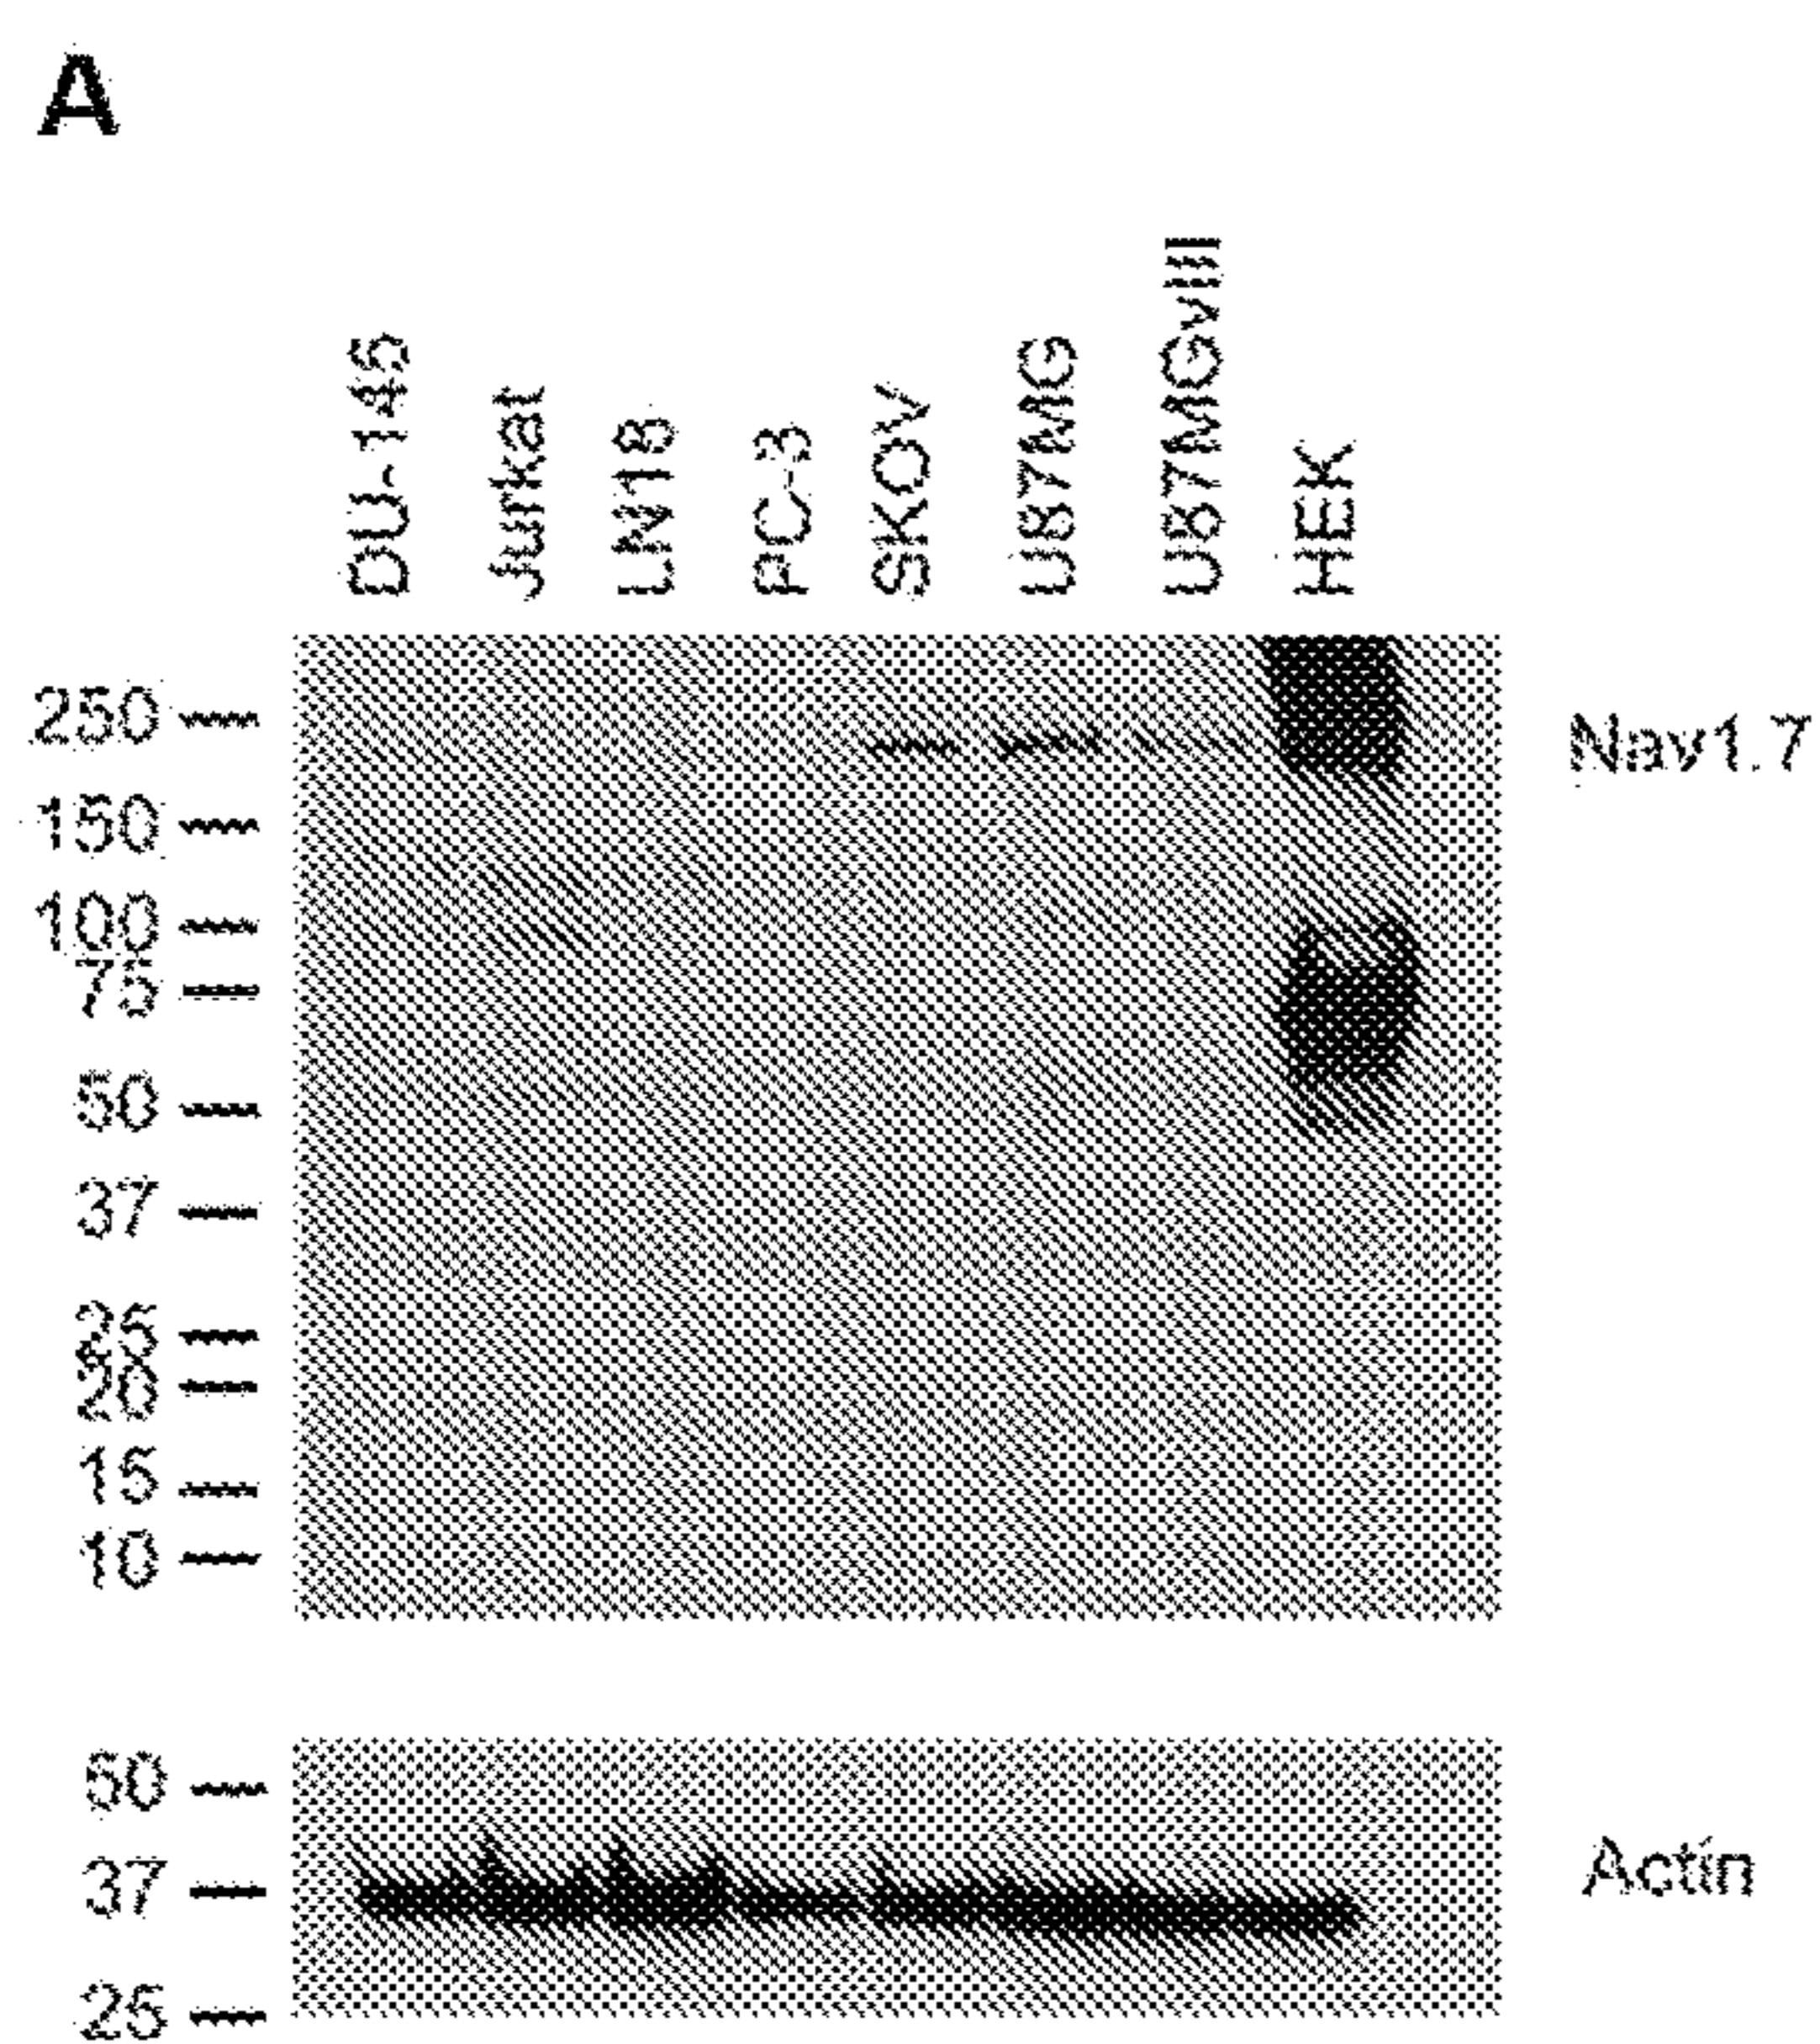 A
DU-145
Jurkat
LN18
PC-3
SKOV
U87MG
U87MGvIII
HEK
250
150
100
75
50
37
25
20
15
10
Nav1.7
50
37
25
Actin